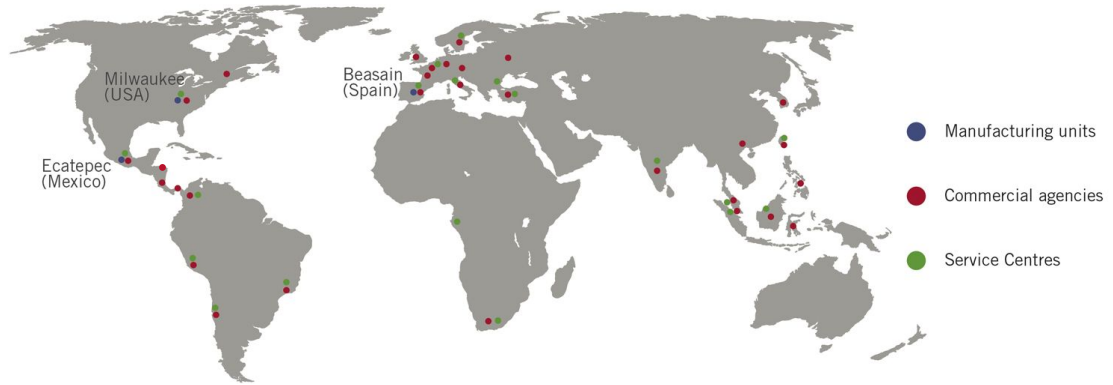 Milwaukee
(USA)
Beasain
(Spain)
Ecatepec
(Mexico)
Manufacturing units
Commercial agencies
Service Centres